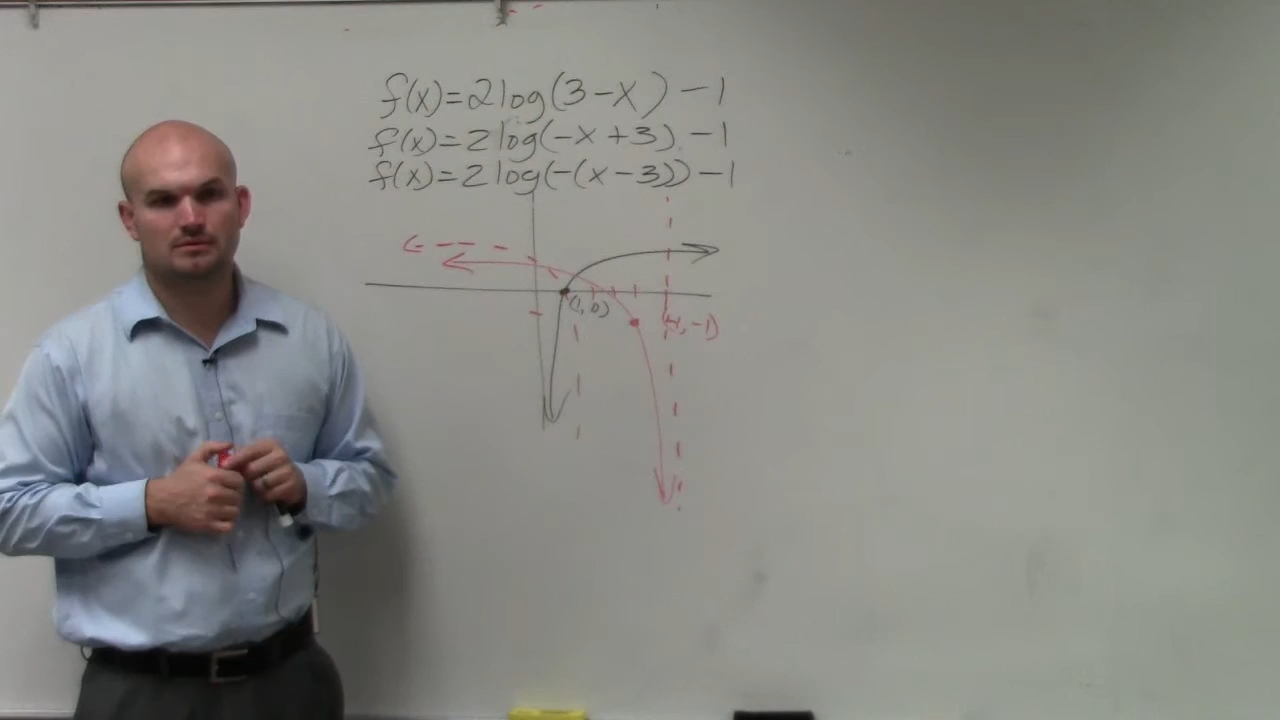 f(x)=2log(3-x)-1
f(x)=2log(-x+3)-1
f(x)=2log(-(x-3))-1
(1,0)
(4,-1)